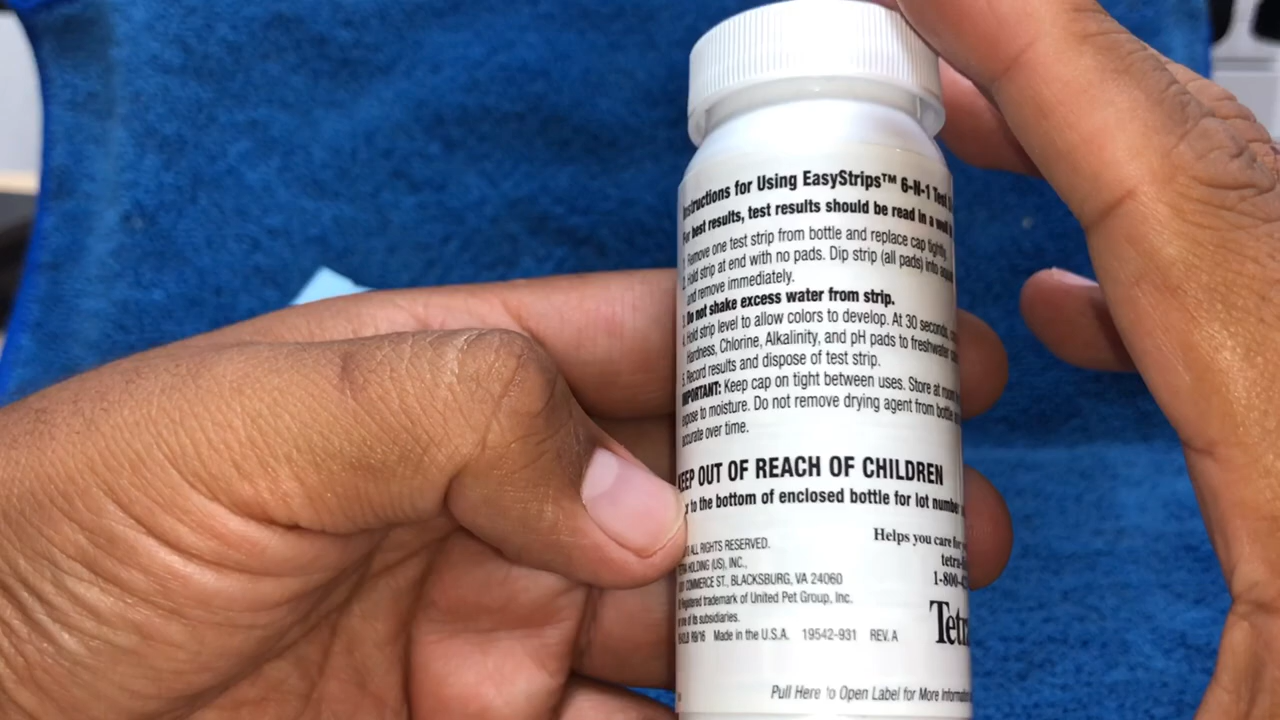 Instructions for Using EasyStrips™ 6-N-1 Test
For best results, test results should be read in a well
1. Remove one test strip from bottle and replace cap tightly.
2. Hold strip at end with no pads. Dip strip (all pads) into
and remove immediately.
3. Do not shake excess water from strip.
4. Hold strip level to allow colors to develop. At 30 seconds,
Hardness, Chlorine, Alkalinity, and pH pads to freshwater
5. Record results and dispose of test strip.
IMPORTANT: Keep cap on tight between uses. Store at room
expose to moisture. Do not remove drying agent from bottle
accurate over time.
KEEP OUT OF REACH OF CHILDREN
to the bottom of enclosed bottle for lot number
ALL RIGHTS RESERVED.
TETRA HOLDING (US), INC.,
COMMERCE ST., BLACKSBURG, VA 24060
Registered trademark of United Pet Group, Inc.
of its subsidiaries.
Made in the U.S.A. 19542-931 REV. A
Helps you care for
1-800-4
Tetr
Pull Here to Open Label for More Information